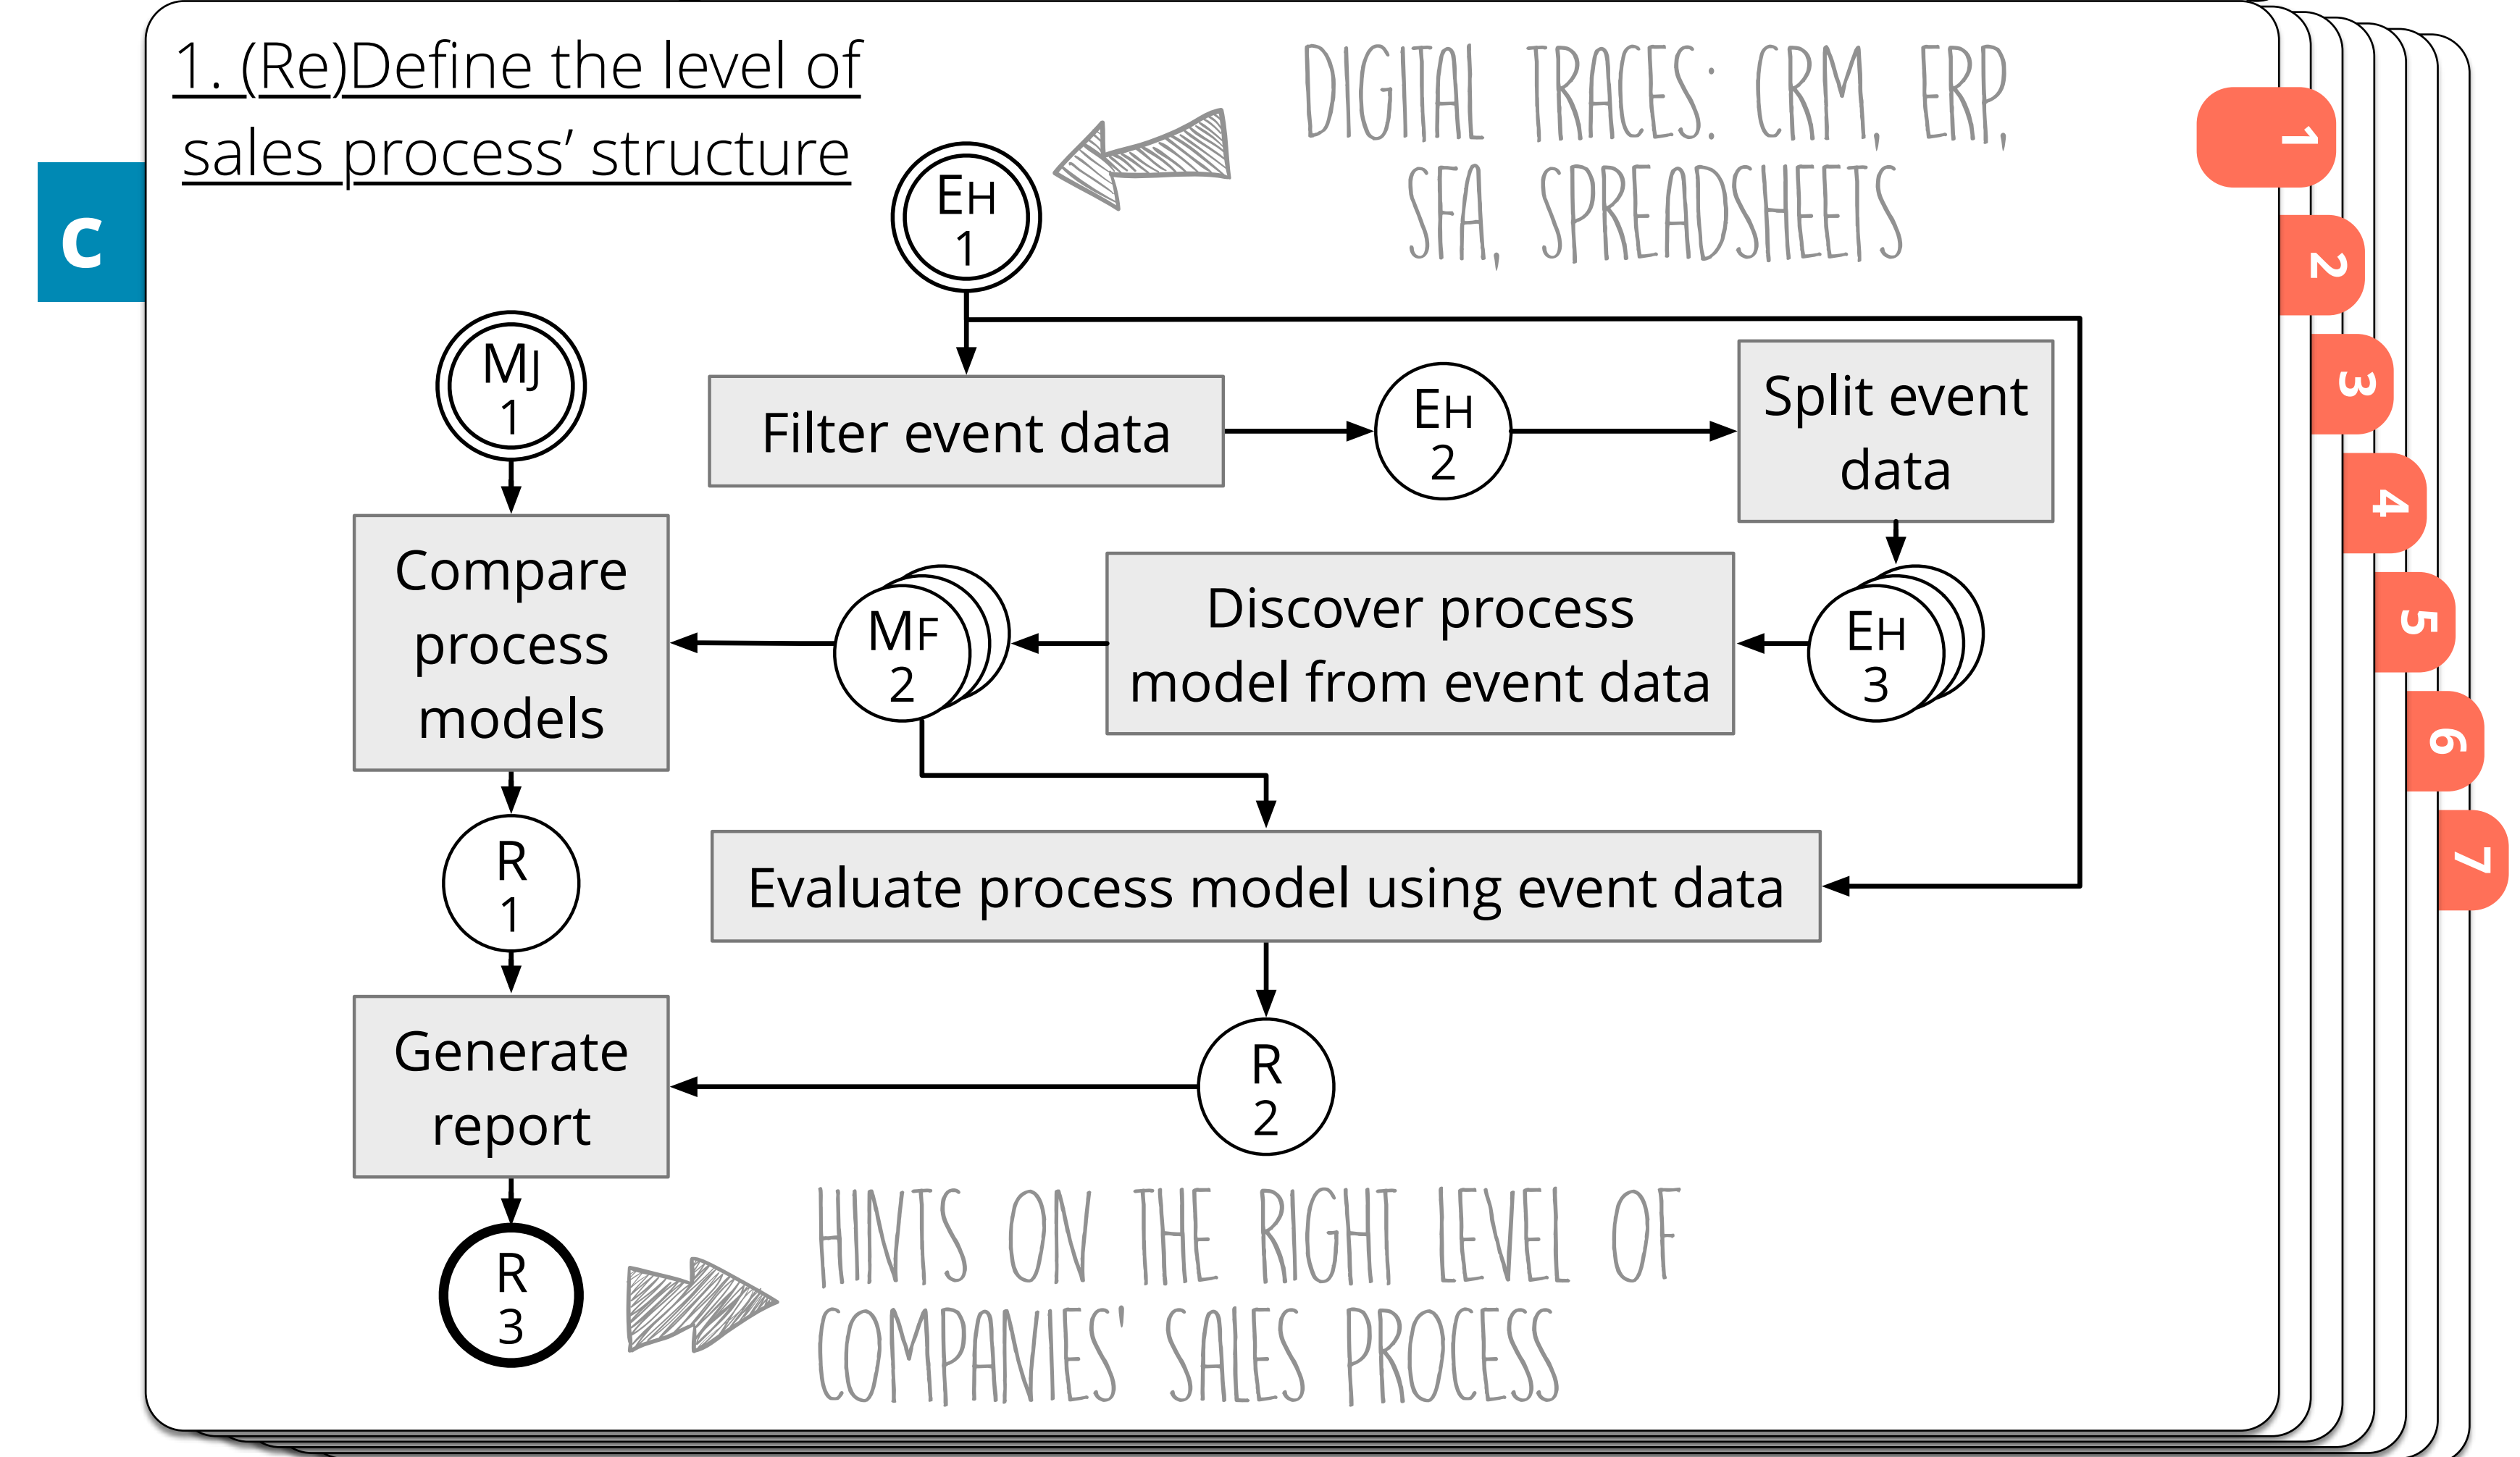 1. (Re)Define the level of
sales process’ structure
DIGITAL TRACES: CRM, ERP,
SFA, SPREADSHEETS
C
EH
1
MJ
1
Filter event data
EH
2
Split event
data
Compare
process
models
MF
2
Discover process
model from event data
EH
3
R
1
Evaluate process model using event data
Generate
report
R
2
R
3
HINTS ON THE RIGHT LEVEL OF
COMPANIES' SALES PROCESS
1
2
3
4
5
6
7